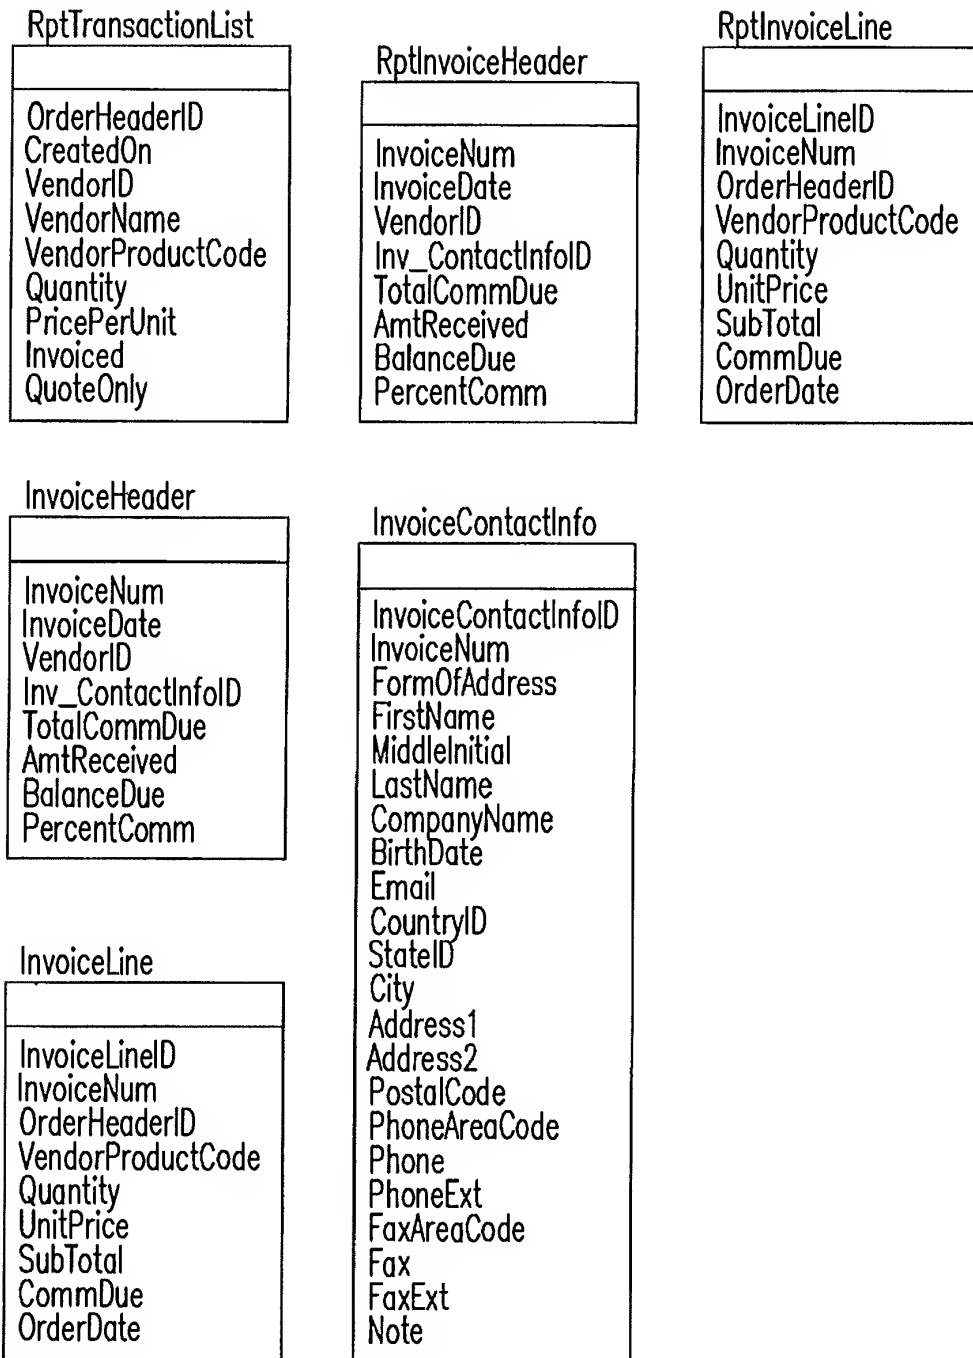 RptTransactionList
OrderHeaderID
CreatedOn
VendorID
VendorName
VendorProductCode
Quantity
PricePerUnit
Invoiced
QuoteOnly
RptInvoiceHeader
InvoiceNum
InvoiceDate
VendorID
Inv_ContactInfoID
TotalCommDue
AmtReceived
BalanceDue
PercentComm
RptInvoiceLine
InvoiceLineID
InvoiceNum
OrderHeaderID
VendorProductCode
Quantity
UnitPrice
SubTotal
CommDue
OrderDate
InvoiceHeader
InvoiceNum
InvoiceDate
VendorID
Inv_ContactInfoID
TotalCommDue
AmtReceived
BalanceDue
PercentComm
InvoiceContactInfo
InvoiceContactInfoID
InvoiceNum
FormOfAddress
FirstName
MiddleInitial
LastName
CompanyName
BirthDate
Email
CountryID
StateID
City
Address1
Address2
PostalCode
PhoneAreaCode
Phone
PhoneExt
FaxAreaCode
Fax
FaxExt
Note
InvoiceLine
InvoiceLineID
InvoiceNum
OrderHeaderID
VendorProductCode
Quantity
UnitPrice
SubTotal
CommDue
OrderDate